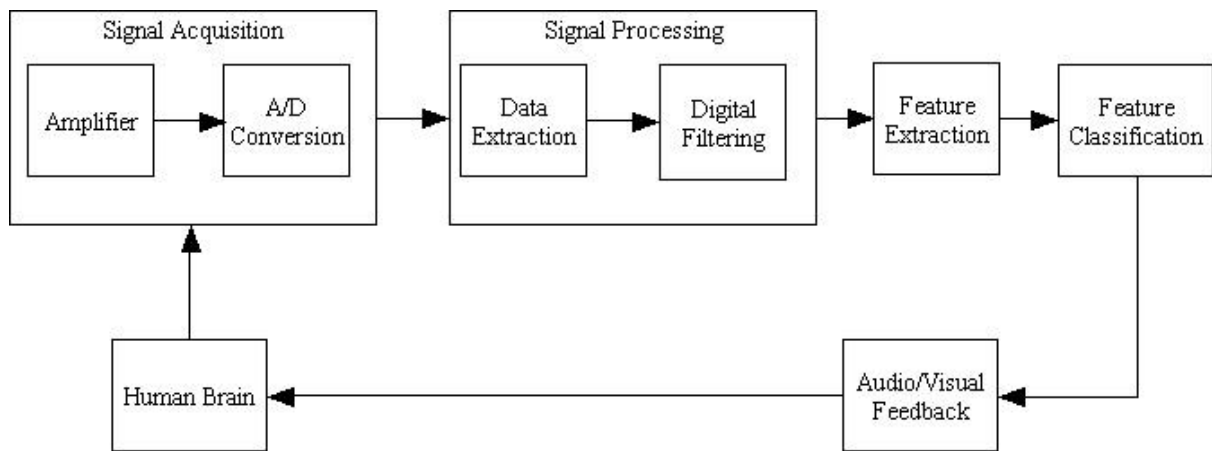 Signal Acquisition
Amplifier
A/D
Conversion
Signal Processing
Data
Extraction
Digital
Filtering
Feature
Extraction
Feature
Classification
Human Brain
Audio/Visual
Feedback